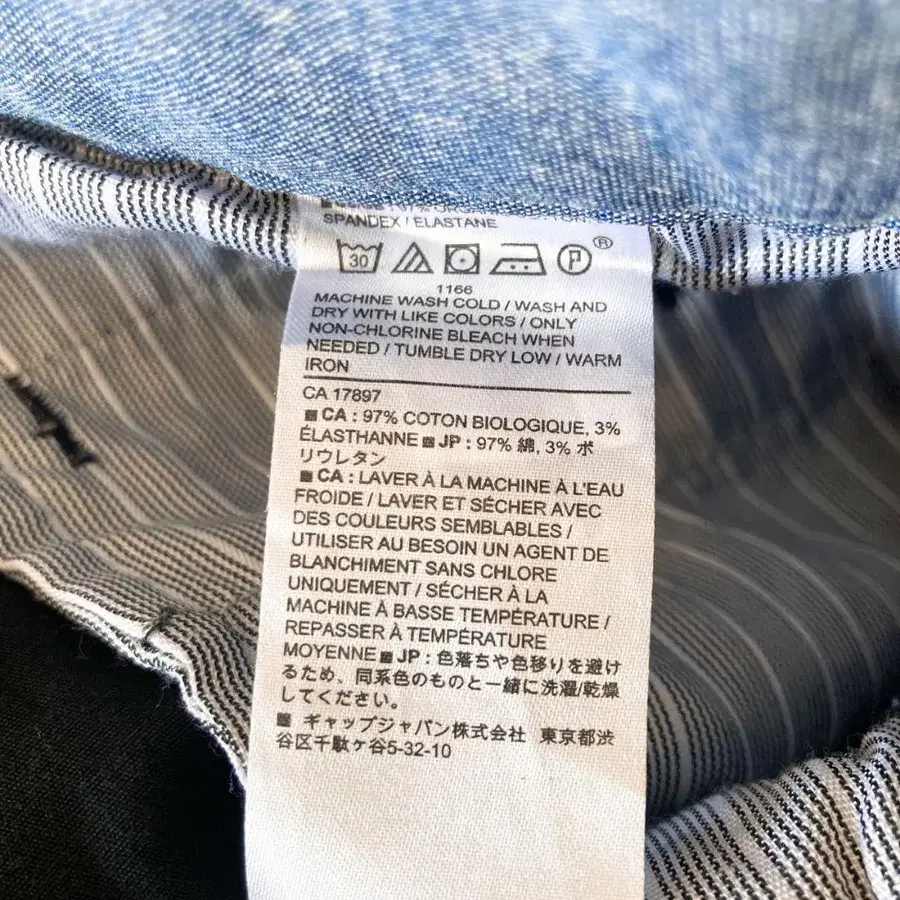 SPANDEX / ELASTANE
30 P ®
1166
MACHINE WASH COLD / WASH AND
DRY WITH LIKE COLORS / ONLY
NON-CHLORINE BLEACH WHEN
NEEDED / TUMBLE DRY LOW / WARM
IRON
CA 17897
CA : 97% COTON BIOLOGIQUE, 3%
ÉLASTHANNE JP : 97% 綿, 3% ポ
リウレタン
CA : LAVER À LA MACHINE À L'EAU
FROIDE / LAVER ET SÉCHER AVEC
DES COULEURS SEMBLABLES /
UTILISER AU BESOIN UN AGENT DE
BLANCHIMENT SANS CHLORE
UNIQUEMENT / SÉCHER À LA
MACHINE À BASSE TEMPÉRATURE /
REPASSER À TEMPÉRATURE
MOYENNE JP : 色落ちや色移りを避け
るため、同系色のものと一緒に洗濯/乾燥
してください。
ギャップジャパン株式会社 東京都渋
谷区千駄ヶ谷5-32-10